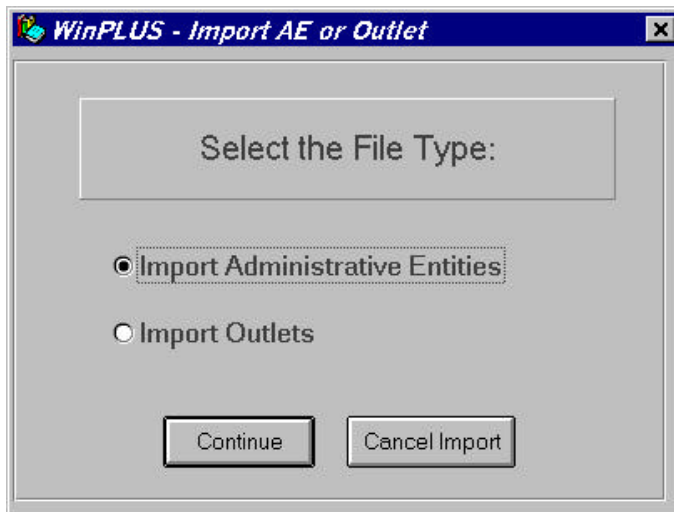 WinPLUS - Import AE or Outlet
Select the File Type:
Import Administrative Entities
Import Outlets
Continue
Cancel Import